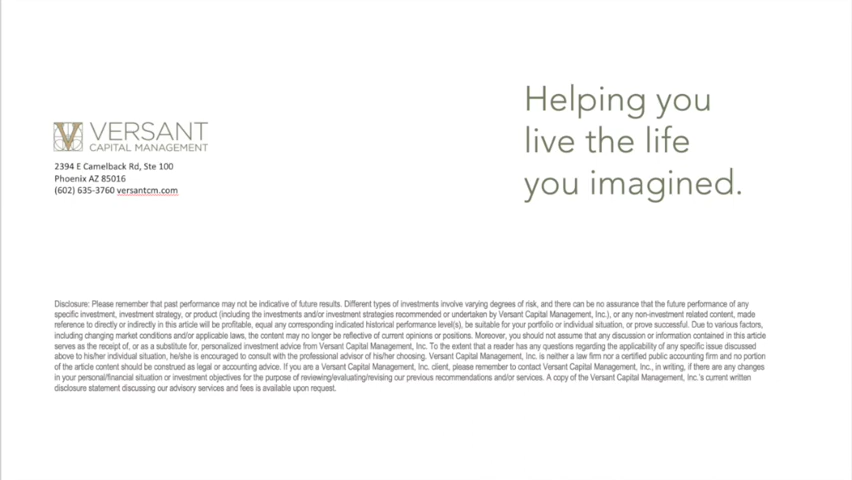 VERSANT
CAPITAL MANAGEMENT
2394 E Camelback Rd, Ste 100
Phoenix AZ 85016
(602) 635-3760 versantcm.com
Helping you
live the life
you imagined.
Disclosure: Please remember that past performance may not be indicative of future results. Different types of investments involve varying degrees of risk, and there can be no assurance that the future performance of any
specific investment, investment strategy, or product (including the investments and/or investment strategies recommended or undertaken by Versant Capital Management, Inc.), or any non-investment related content, made
reference to directly or indirectly in this article will be profitable, equal any corresponding indicated historical performance level(s), be suitable for your portfolio or individual situation, or prove successful. Due to various factors,
including changing market conditions and/or applicable laws, the content may no longer be reflective of current opinions or positions. Moreover, you should not assume that any discussion or information contained in this article
serves as the receipt of, or as a substitute for, personalized investment advice from Versant Capital Management, Inc. To the extent that a reader has any questions regarding the applicability of any specific issue discussed
above to his/her individual situation, he/she is encouraged to consult with the professional advisor of his/her choosing. Versant Capital Management, Inc. is neither a law firm nor a certified public accounting firm and no portion
of the article content should be construed as legal or accounting advice. If you are a Versant Capital Management, Inc. client, please remember to contact Versant Capital Management, Inc., in writing, if there are any changes
in your personal/financial situation or investment objectives for the purpose of reviewing/evaluating/revising our previous recommendations and/or services. A copy of the Versant Capital Management, Inc.'s current written
disclosure statement discussing our advisory services and fees is available upon request.